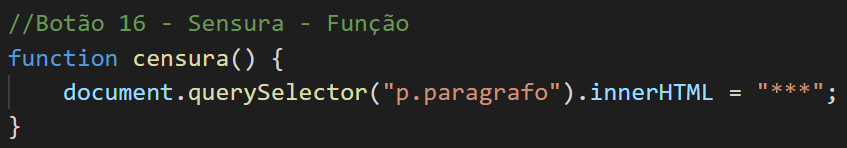 //Botão 16 - Sensura - Função
function censura() {
    document.querySelector("p.paragrafo").innerHTML = "***";
}